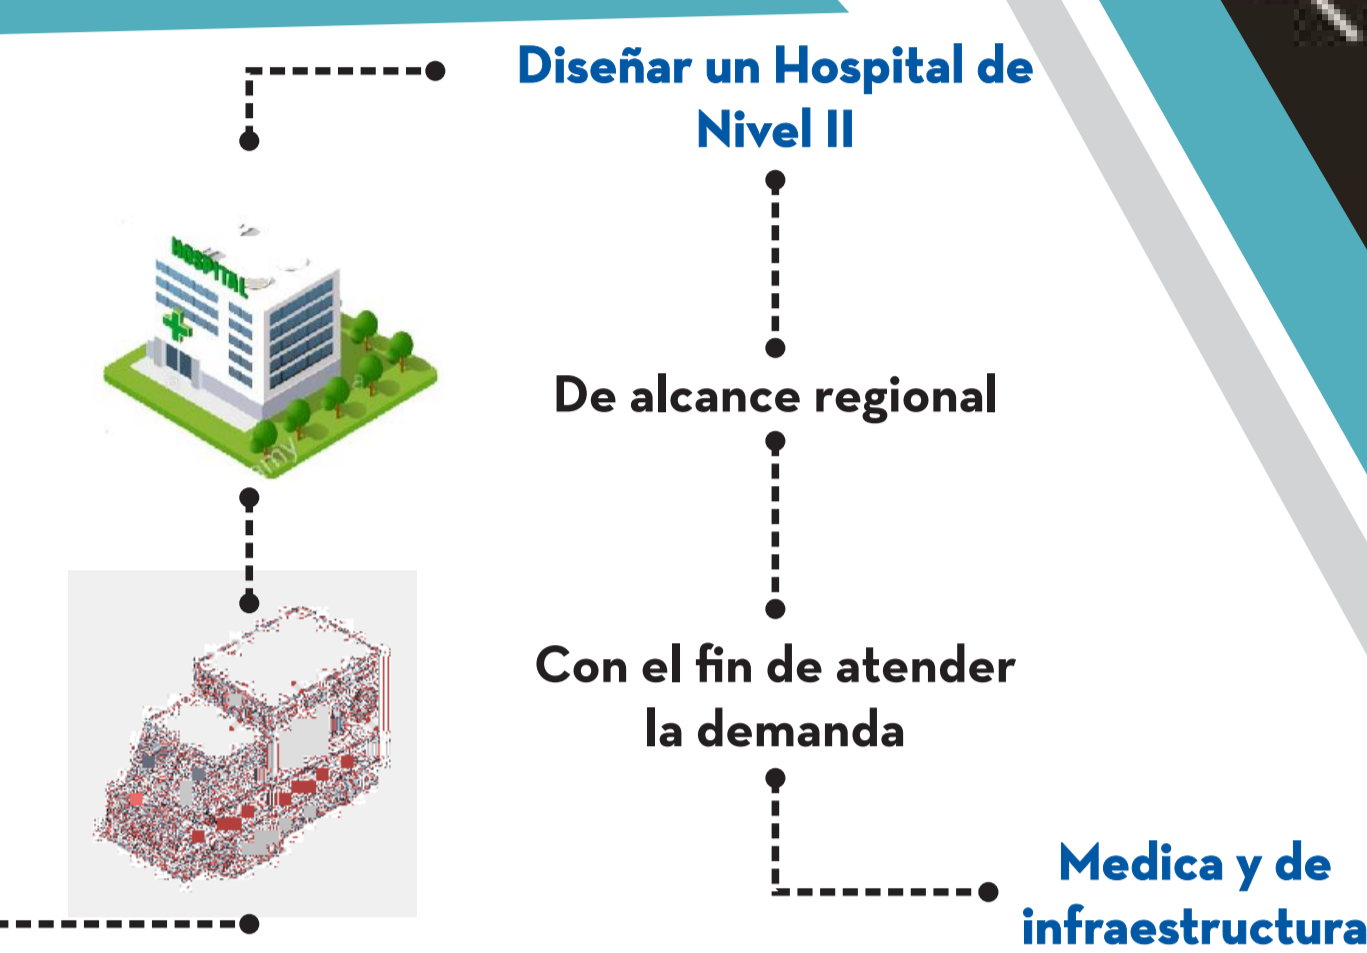 Diseñar un Hospital de
Nivel II
HOSPITAL
De alcance regional
Con el fin de atender
la demanda
Medica y de
infraestructura